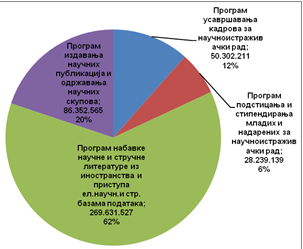 Програм
усавршавања
кадрова за
научноистражив
ачки рад;
50.302.211
12%
Програм
подстицања и
стипендирања
младих и
надарених за
научноистражив
ачки рад;
28.239.139
6%
Програм набавке
научне и стручне
литературе из
иностранства и
приступа
ел.научн.и стр.
базама података;
269.631.527
62%
Програм
издавања
научних
публикација и
одржавања
научних
скупова;
86.352.565
20%